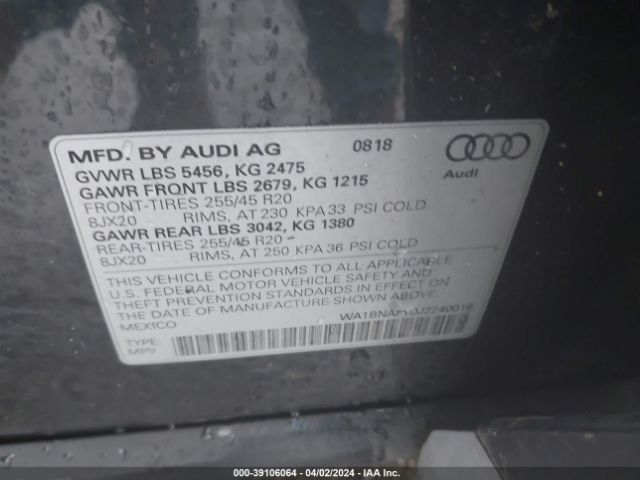 MFD. BY AUDI AG 0818
GVWR LBS 5456, KG 2475
GAWR FRONT LBS 2679, KG 1215
FRONT-TIRES 255/45 R20
8JX20 RIMS, AT 230 KPA 33 PSI COLD
GAWR REAR LBS 3042, KG 1380
REAR-TIRES 255/45 R20
8JX20 RIMS, AT 250 KPA 36 PSI COLD
Audi
THIS VEHICLE CONFORMS TO ALL APPLICABLE
U.S. FEDERAL MOTOR VEHICLE SAFETY AND
THEFT PREVENTION STANDARDS IN EFFECT ON
THE DATE OF MANUFACTURE SHOWN ABOVE.
MEXICO WA1BNAFY0J2240016
TYPE:
MPV
000-39106064 - 04/02/2024 - IAA Inc.